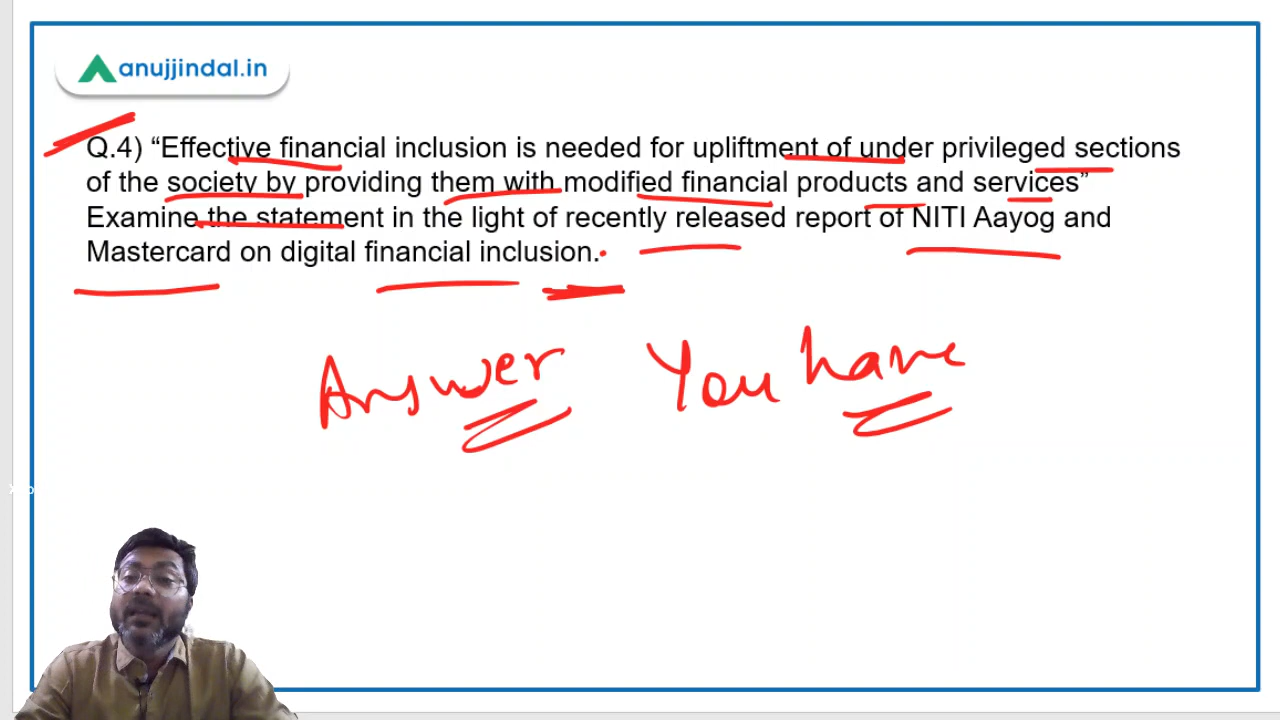 anujjindal.in
Q.4) “Effective financial inclusion is needed for upliftment of under privileged sections
of the society by providing them with modified financial products and services”
Examine the statement in the light of recently released report of NITI Aayog and
Mastercard on digital financial inclusion.
Answer You have